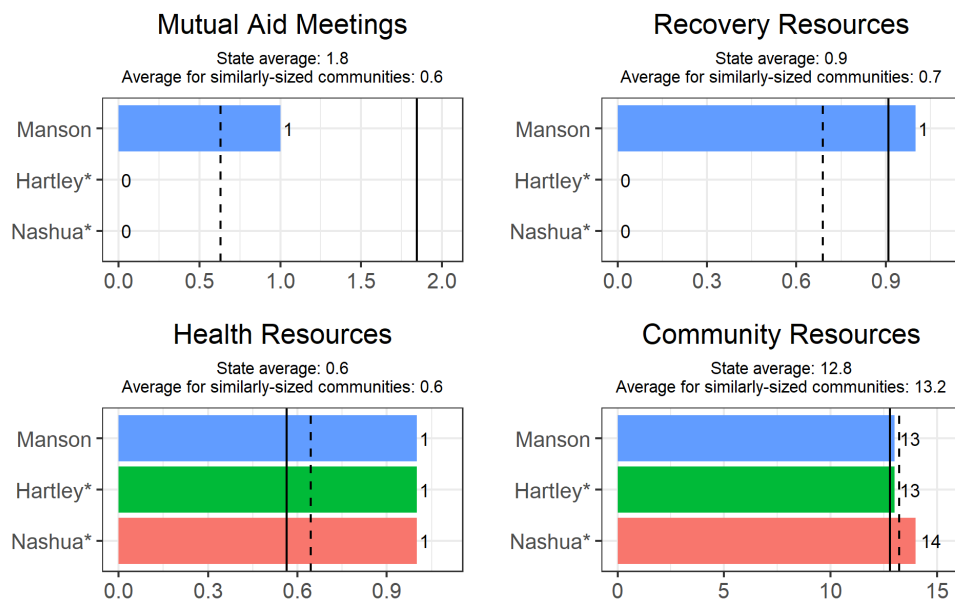 Mutual Aid Meetings
State average: 1.8
Average for similarly-sized communities: 0.6
Manson
1
Hartley*
0
Nashua*
0
0.0 0.5 1.0 1.5 2.0
Recovery Resources
State average: 0.9
Average for similarly-sized communities: 0.7
Manson
1
Hartley*
0
Nashua*
0
0.0 0.3 0.6 0.9
Health Resources
State average: 0.6
Average for similarly-sized communities: 0.6
Manson
1
Hartley*
1
Nashua*
1
0.0 0.3 0.6 0.9
Community Resources
State average: 12.8
Average for similarly-sized communities: 13.2
Manson
13
Hartley*
13
Nashua*
14
0 5 10 15